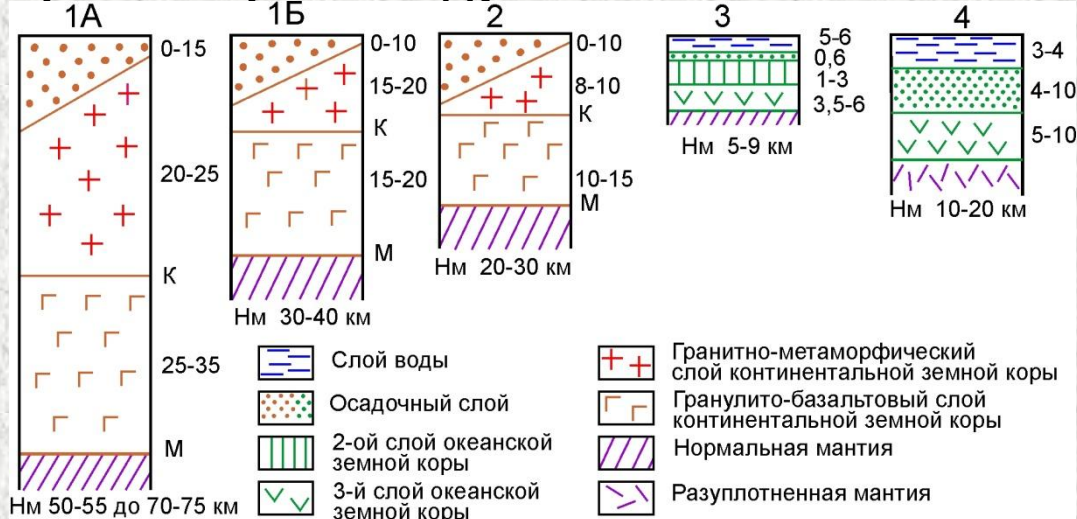 1А
0-15
20-25
К
25-35
М
Нм 50-55 до 70-75 км
1Б
0-10
15-20
К
15-20
М
Нм 30-40 км
2
0-10
8-10
К
10-15
М
Нм 20-30 км
3
5-6
0,6
1-3
3,5-6
Нм 5-9 км
4
3-4
4-10
5-10
Нм 10-20 км
Слой воды
Осадочный слой
2-ой слой океанской
земной коры
3-й слой океанской
земной коры
Гранитно-метаморфический
слой континентальной земной коры
Гранулито-базальтовый слой
континентальной земной коры
Нормальная мантия
Разуплотненная мантия